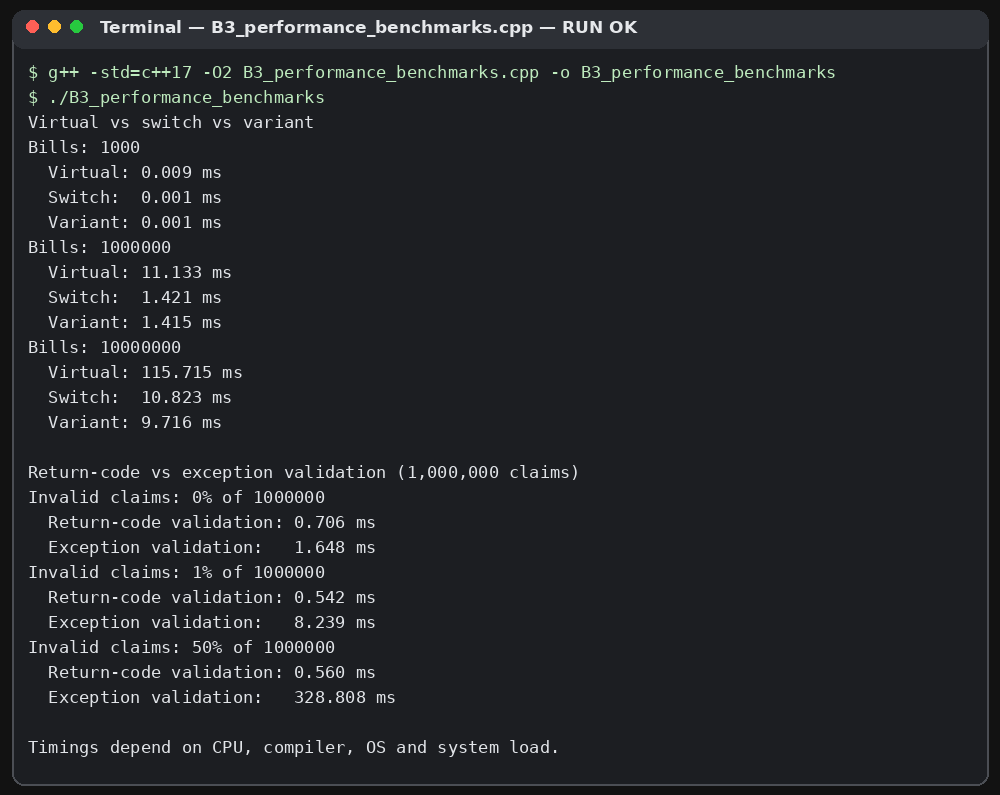 Terminal — B3_performance_benchmarks.cpp — RUN OK
$ g++ -std=c++17 -O2 B3_performance_benchmarks.cpp -o B3_performance_benchmarks
$ ./B3_performance_benchmarks
Virtual vs switch vs variant
Bills: 1000
  Virtual: 0.009 ms
  Switch:  0.001 ms
  Variant: 0.001 ms
Bills: 1000000
  Virtual: 11.133 ms
  Switch:  1.421 ms
  Variant: 1.415 ms
Bills: 10000000
  Virtual: 115.715 ms
  Switch:  10.823 ms
  Variant: 9.716 ms

Return-code vs exception validation (1,000,000 claims)
Invalid claims: 0% of 1000000
  Return-code validation: 0.706 ms
  Exception validation:   1.648 ms
Invalid claims: 1% of 1000000
  Return-code validation: 0.542 ms
  Exception validation:   8.239 ms
Invalid claims: 50% of 1000000
  Return-code validation: 0.560 ms
  Exception validation:   328.808 ms

Timings depend on CPU, compiler, OS and system load.